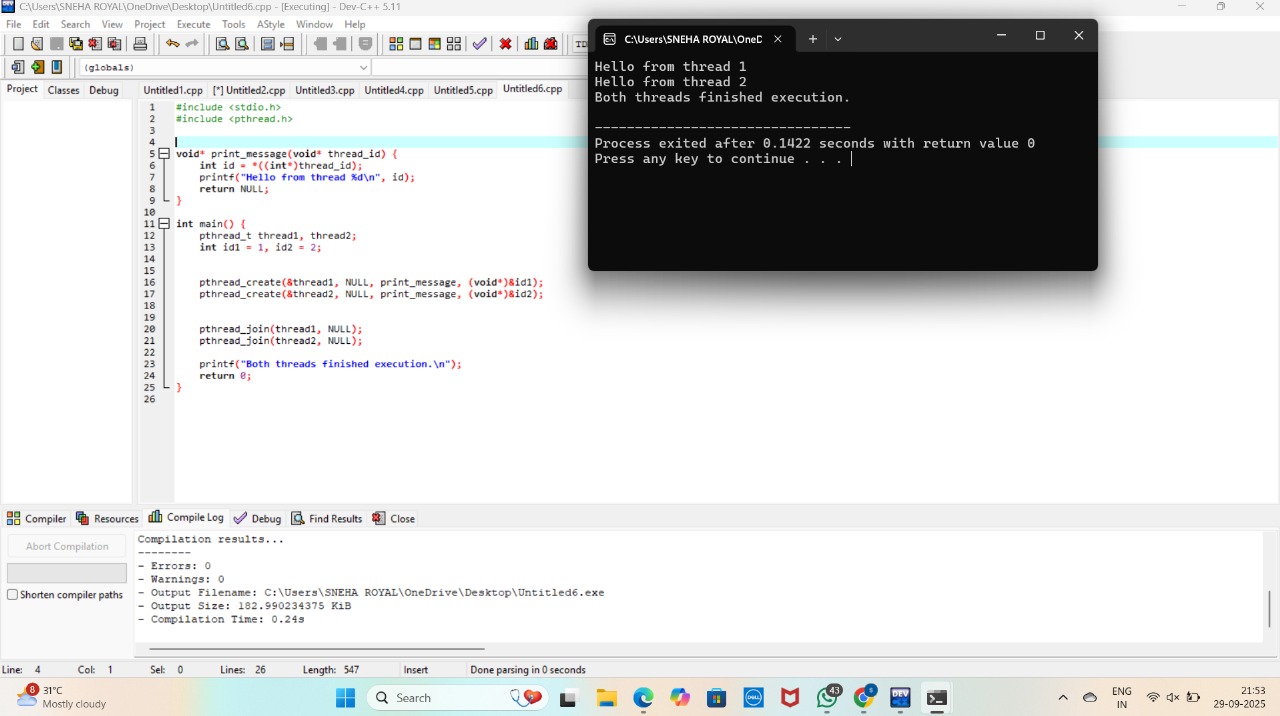 C:\Users\SNEHA ROYAL\OneDrive\Desktop\Untitled6.cpp - [Executing] - Dev-C++ 5.11
File Edit Search View Project Execute Tools AStyle Window Help
(globals)
Project Classes Debug
Untitled1.cpp [*] Untitled2.cpp Untitled3.cpp Untitled4.cpp Untitled5.cpp Untitled6.cpp
1 #include <stdio.h>
2 #include <pthread.h>
3
4
5 void* print_message(void* thread_id) {
6 int id = *((int*)thread_id);
7 printf("Hello from thread %d\n", id);
8 return NULL;
9 }
10
11 int main() {
12 pthread_t thread1, thread2;
13 int id1 = 1, id2 = 2;
14
15
16 pthread_create(&thread1, NULL, print_message, (void*)&id1);
17 pthread_create(&thread2, NULL, print_message, (void*)&id2);
18
19
20 pthread_join(thread1, NULL);
21 pthread_join(thread2, NULL);
22
23 printf("Both threads finished execution.\n");
24 return 0;
25 }
26
C:\Users\SNEHA ROYAL\OneD
Hello from thread 1
Hello from thread 2
Both threads finished execution.
--------------------------------
Process exited after 0.1422 seconds with return value 0
Press any key to continue . . .
Compiler Resources Compile Log Debug Find Results Close
Abort Compilation
Shorten compiler paths
Compilation results...
--------
- Errors: 0
- Warnings: 0
- Output Filename: C:\Users\SNEHA ROYAL\OneDrive\Desktop\Untitled6.exe
- Output Size: 182.990234375 KiB
- Compilation Time: 0.24s
Line: 4 Col: 1 Sel: 0 Lines: 26 Length: 547 Insert Done parsing in 0 seconds
8
31°C
Mostly cloudy
Search
43
5
DEV
ENG
IN
21:53
29-09-2025